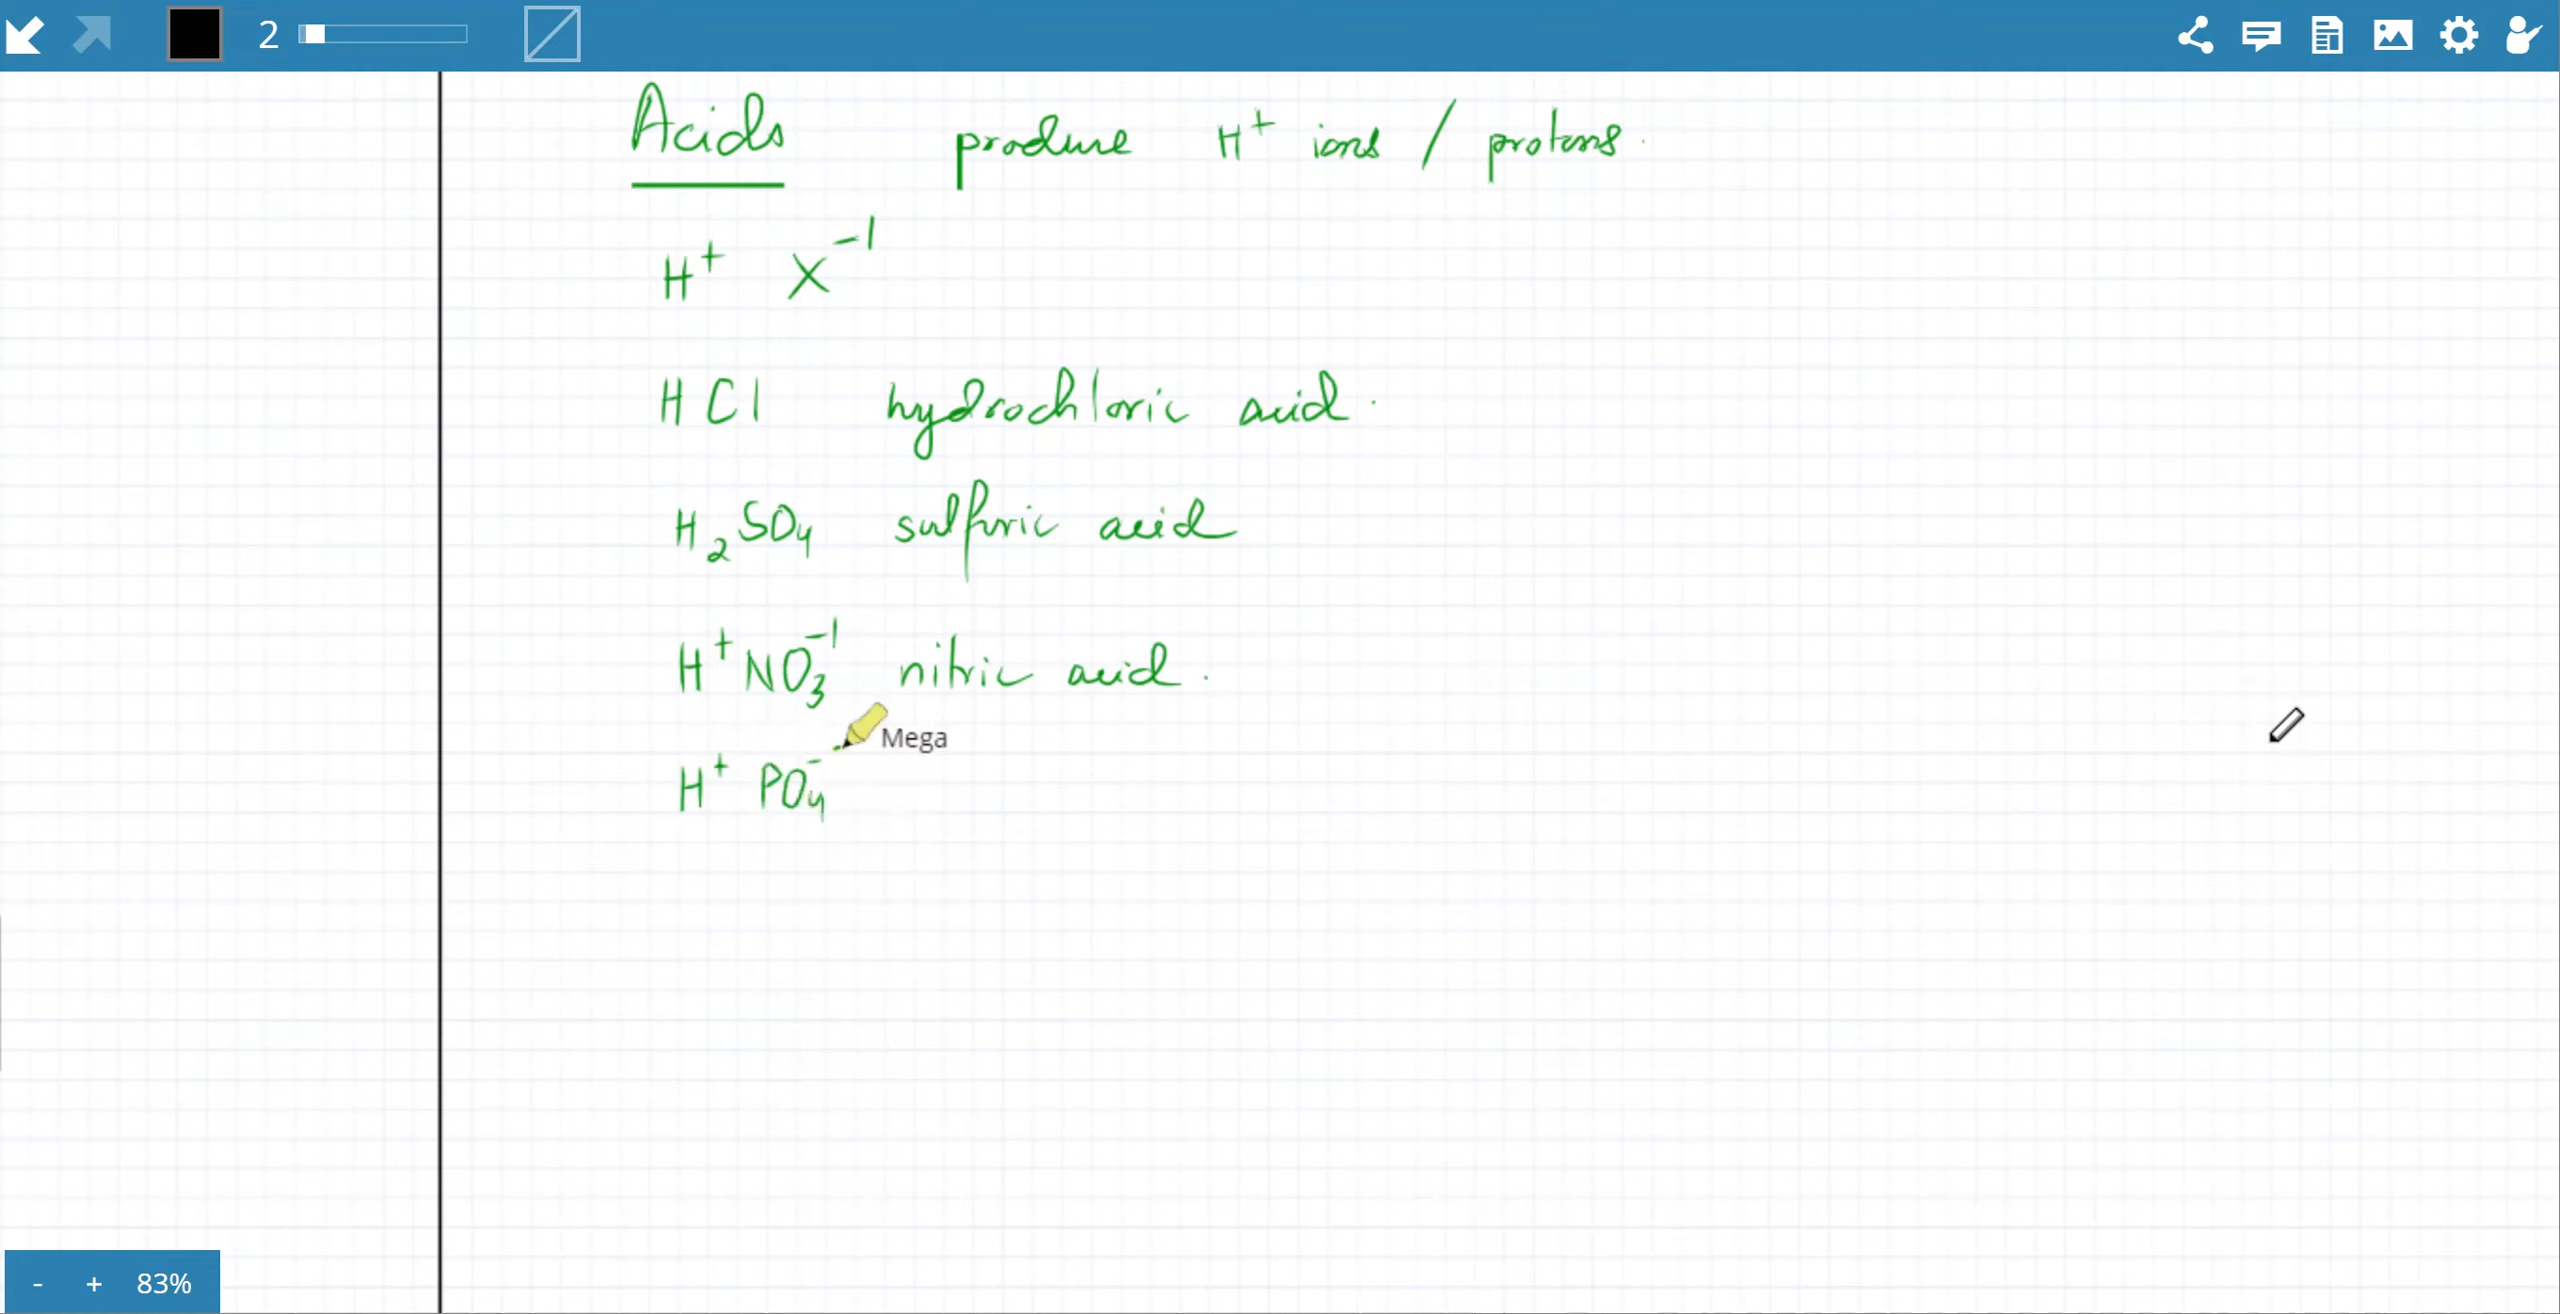 2
Acids produce H⁺ ions / protons.
H⁺ X⁻¹
HCl hydrochloric acid.
H₂SO₄ sulfuric acid
H⁺NO₃⁻¹ nitric acid.
Mega
H⁺ PO₄⁻
- + 83%